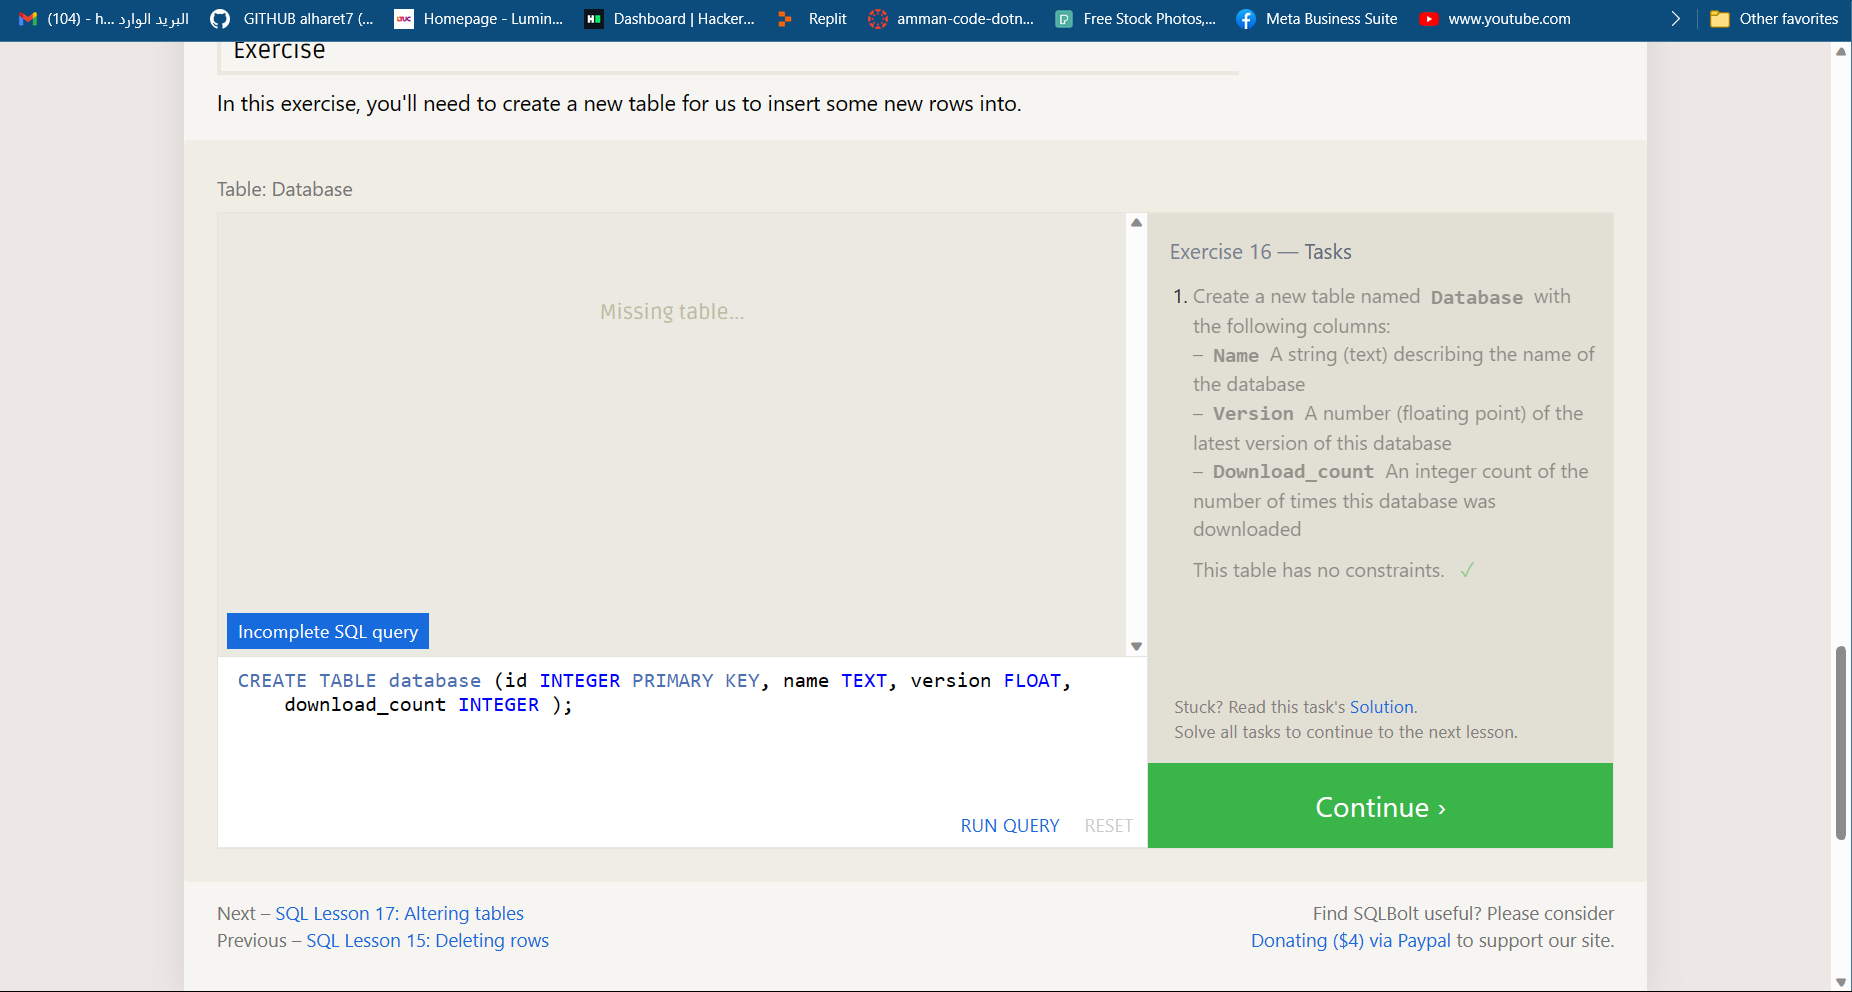 (104) - h... البريد الوارد
GITHUB alharet7 (...
LTUC
Homepage - Lumin...
H
Dashboard | Hacker...
Replit
amman-code-dotn...
Free Stock Photos,...
Meta Business Suite
www.youtube.com
Other favorites
Exercise
In this exercise, you'll need to create a new table for us to insert some new rows into.
Table: Database
Missing table...
Incomplete SQL query
CREATE TABLE database (id INTEGER PRIMARY KEY, name TEXT, version FLOAT,
download_count INTEGER );
RUN QUERY RESET
Exercise 16 — Tasks
1. Create a new table named Database with
the following columns:
– Name A string (text) describing the name of
the database
– Version A number (floating point) of the
latest version of this database
– Download_count An integer count of the
number of times this database was
downloaded
This table has no constraints. ✓
Stuck? Read this task's Solution.
Solve all tasks to continue to the next lesson.
Continue ›
Next – SQL Lesson 17: Altering tables
Previous – SQL Lesson 15: Deleting rows
Find SQLBolt useful? Please consider
Donating ($4) via Paypal to support our site.